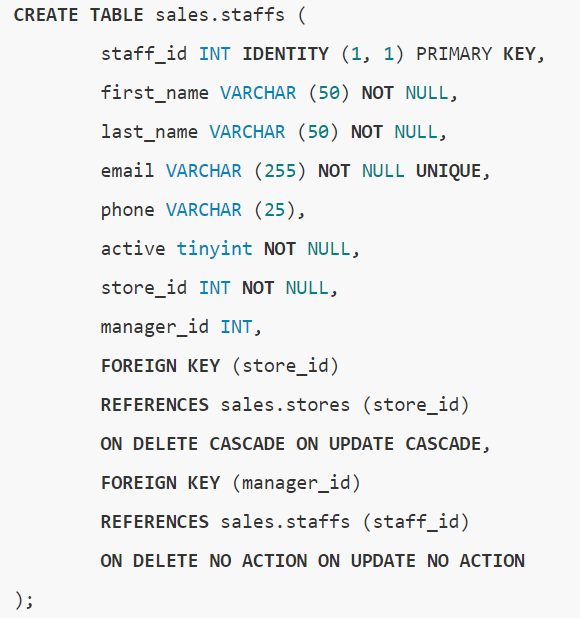 CREATE TABLE sales.staffs (
staff_id INT IDENTITY (1, 1) PRIMARY KEY,
first_name VARCHAR (50) NOT NULL,
last_name VARCHAR (50) NOT NULL,
email VARCHAR (255) NOT NULL UNIQUE,
phone VARCHAR (25),
active tinyint NOT NULL,
store_id INT NOT NULL,
manager_id INT,
FOREIGN KEY (store_id)
REFERENCES sales.stores (store_id)
ON DELETE CASCADE ON UPDATE CASCADE,
FOREIGN KEY (manager_id)
REFERENCES sales.staffs (staff_id)
ON DELETE NO ACTION ON UPDATE NO ACTION
);